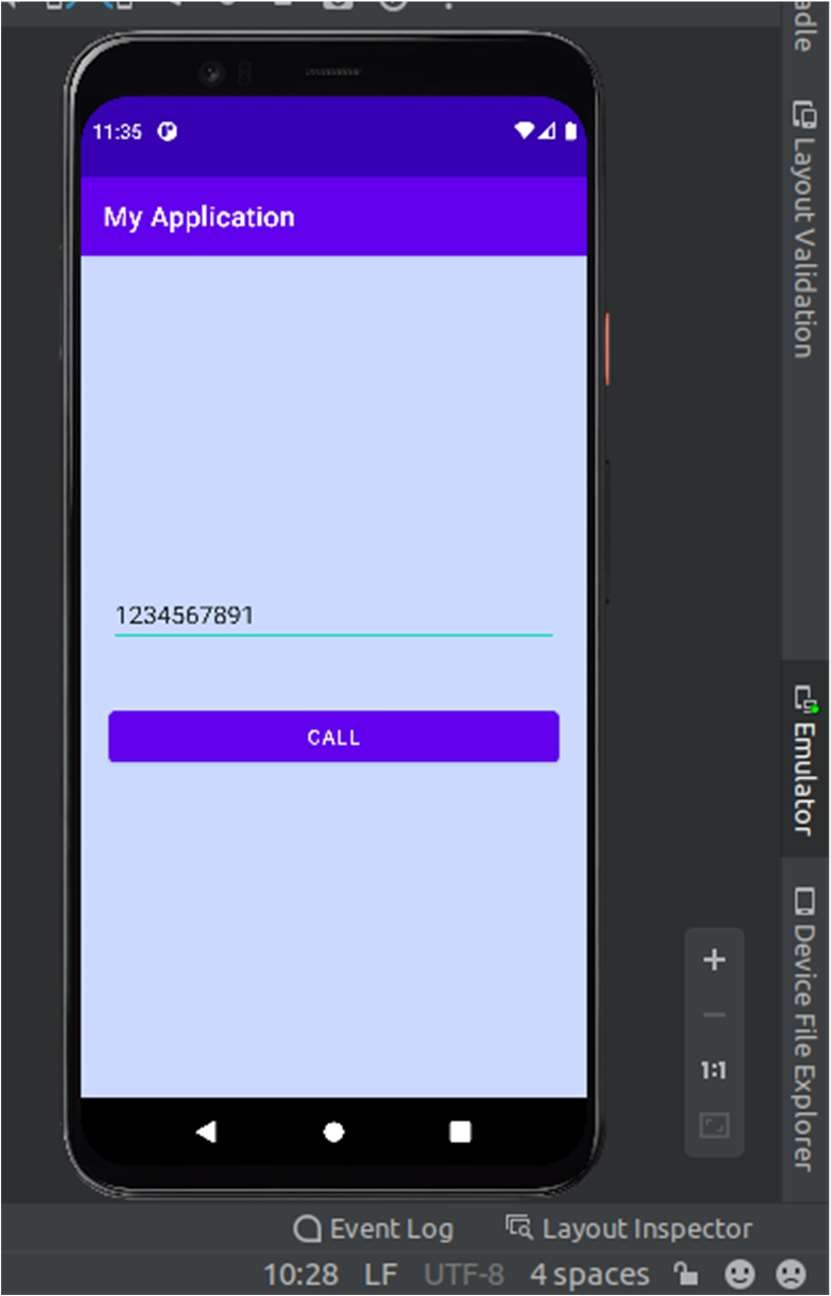 adle
11:35
My Application
Layout Validation
1234567891
CALL
Emulator
Device File Explorer
1:1
Event Log
Layout Inspector
10:28 LF UTF-8 4 spaces